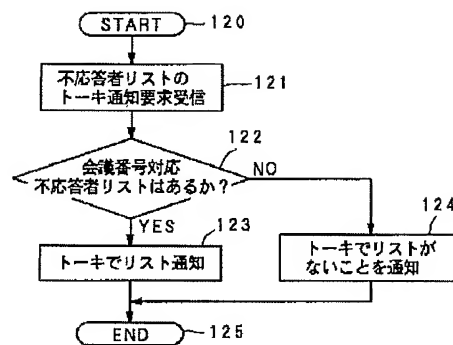 START
120
不応答者リストの
トーキ通知要求受信
121
122
会議番号対応
不応答者リストはあるか？
NO
YES
123
124
トーキでリスト通知
トーキでリストが
ないことを通知
END
125